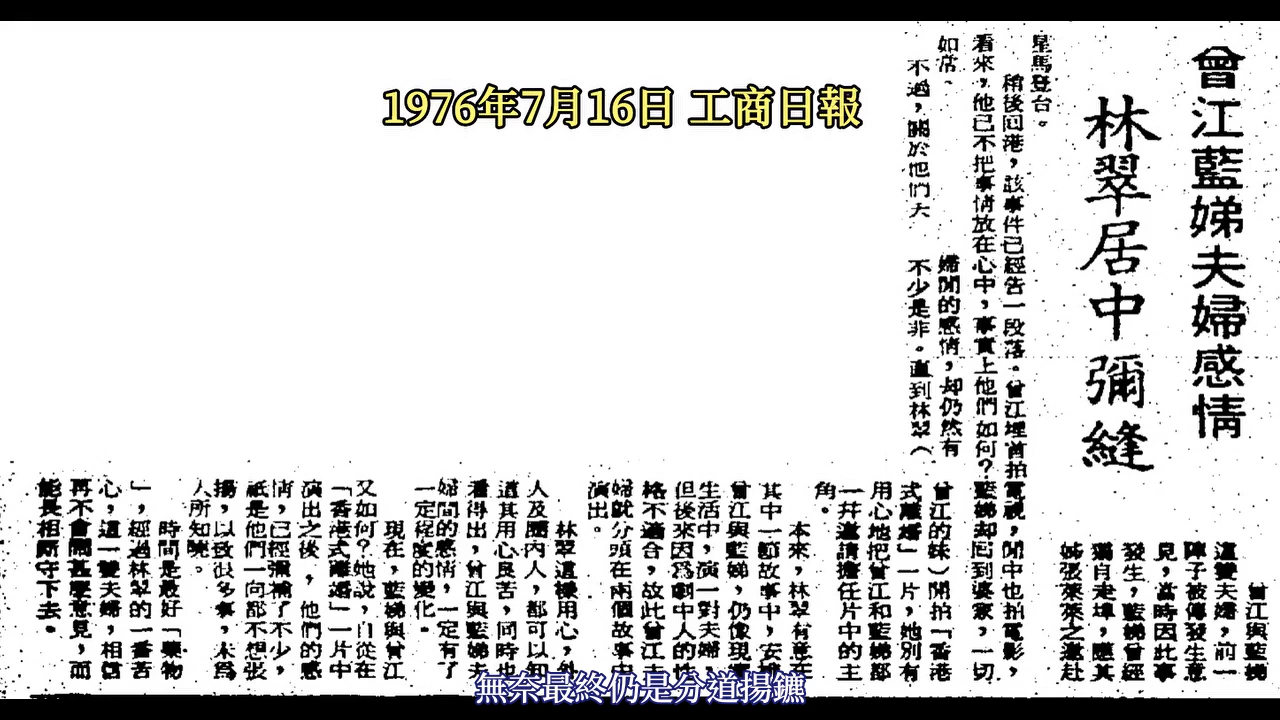 1976年7月16日 工商日報
曾江藍娣夫婦感情
林翠居中彌縫
曾江與藍娣
這雙夫婦，前一
陣子被傳發生意
見，當時因此事
發生，藍娣曾經
獨自走埠，隨其
姊張萊萊之邀赴
星馬登台。
稍後回港，該事件已經告一段落。曾江埋首拍電視，閒中也拍電影，
看來，他已不把事情放在心中，事實上他們如何？藍娣却回到婆家，一切
如常。
不過，關於他們夫
婦間的感情，却仍然有
不少是非。直到林翠（
曾江的妹）開拍「香港
式離婚」一片，她別有
用心地把曾江和藍娣都
一幷邀請擔任片中的主
角。
本來，林翠有意在
其中一節故事中，安排
曾江與藍娣，仍像現實
生活中，演一對夫婦，
但後來因爲劇中人的性
格不適合，故此曾江夫
婦就分頭在兩個故事中
演出。
林翠這樣用心，外
人及圈內人，都可以知
道其用心良苦，同時也
看得出，曾江與藍娣夫
婦間的感情，一定有了
一定程度的變化。
現在，藍娣與曾江
又如何？她說，自從在
「香港式離婚」一片中
演出之後，他們的感
情，已經彌補了不少，
祇是他們一向都不想張
揚，以致很多事，未爲
人所知曉。
時間是最好「藥物
」，經過林翠的一番苦
心，這一雙夫婦，相信
再不會鬧甚麼意見，而
能長相廝守下去。
無奈最終仍是分道揚鑣